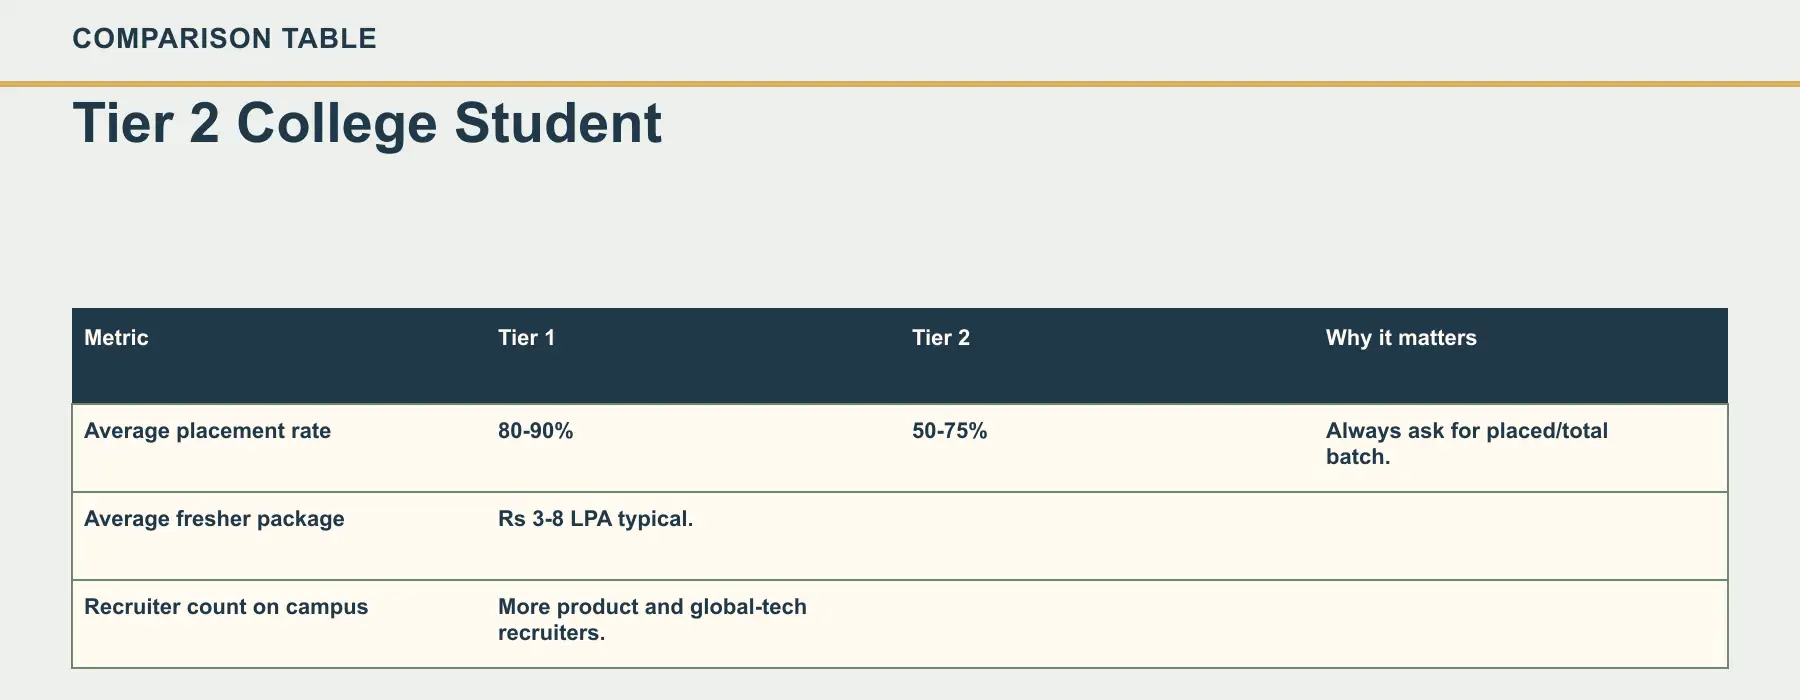 COMPARISON TABLE
Tier 2 College Student
Metric Tier 1 Tier 2 Why it matters
Average placement rate 80-90% 50-75% Always ask for placed/total
batch.
Average fresher package Rs 3-8 LPA typical.
Recruiter count on campus More product and global-tech
recruiters.